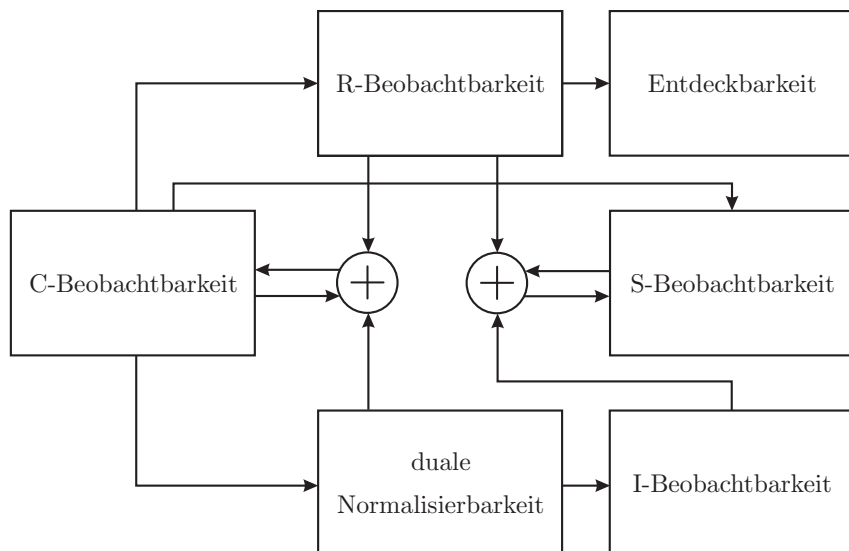 R-Beobachtbarkeit
Entdeckbarkeit
C-Beobachtbarkeit
S-Beobachtbarkeit
duale
Normalisierbarkeit
I-Beobachtbarkeit